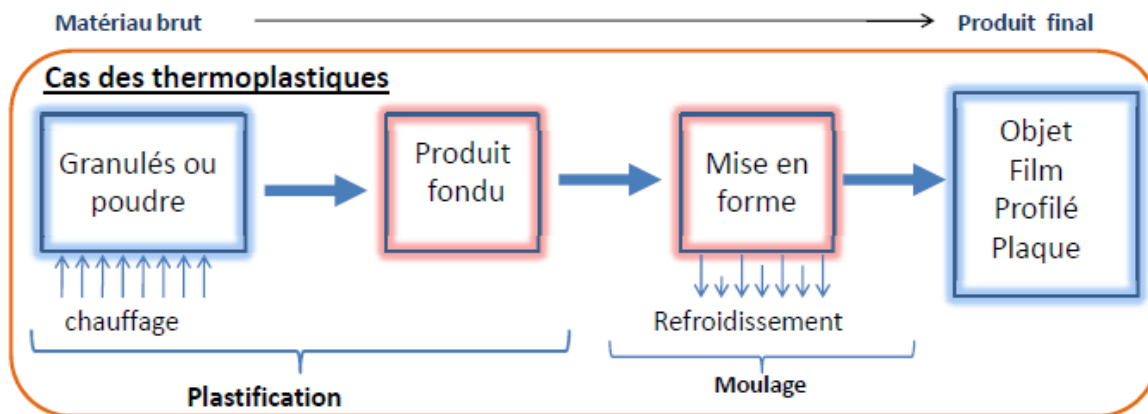 Matériau brut
Produit final
Cas des thermoplastiques
Granulés ou
poudre
Produit
fondu
Mise en
forme
Objet
Film
Profilé
Plaque
chauffage
Refroidissement
Plastification
Moulage